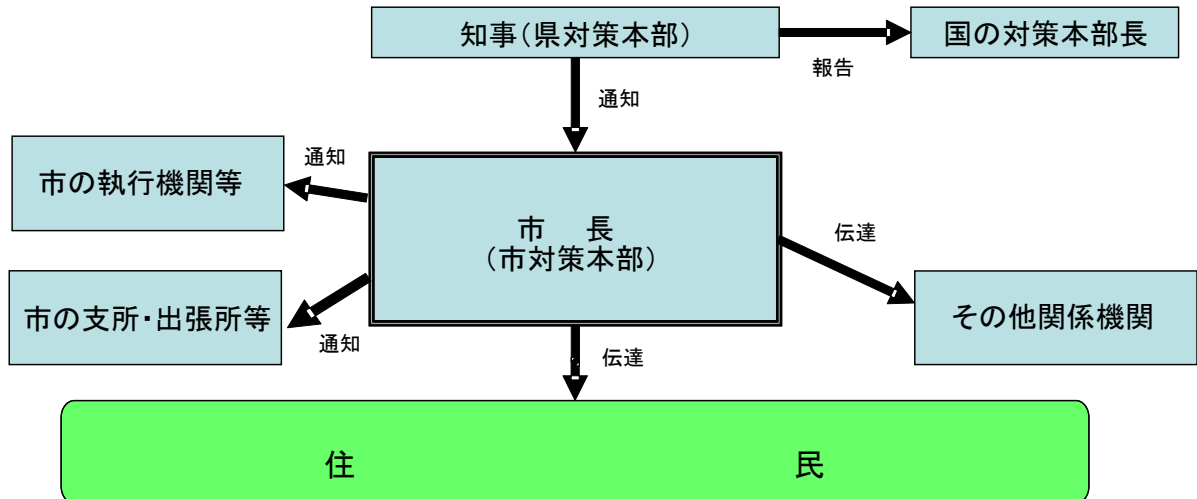 知事（県対策本部）
国の対策本部長
報告
通知
市の執行機関等
通知
市　長
（市対策本部）
伝達
市の支所・出張所等
通知
その他関係機関
伝達
住　民